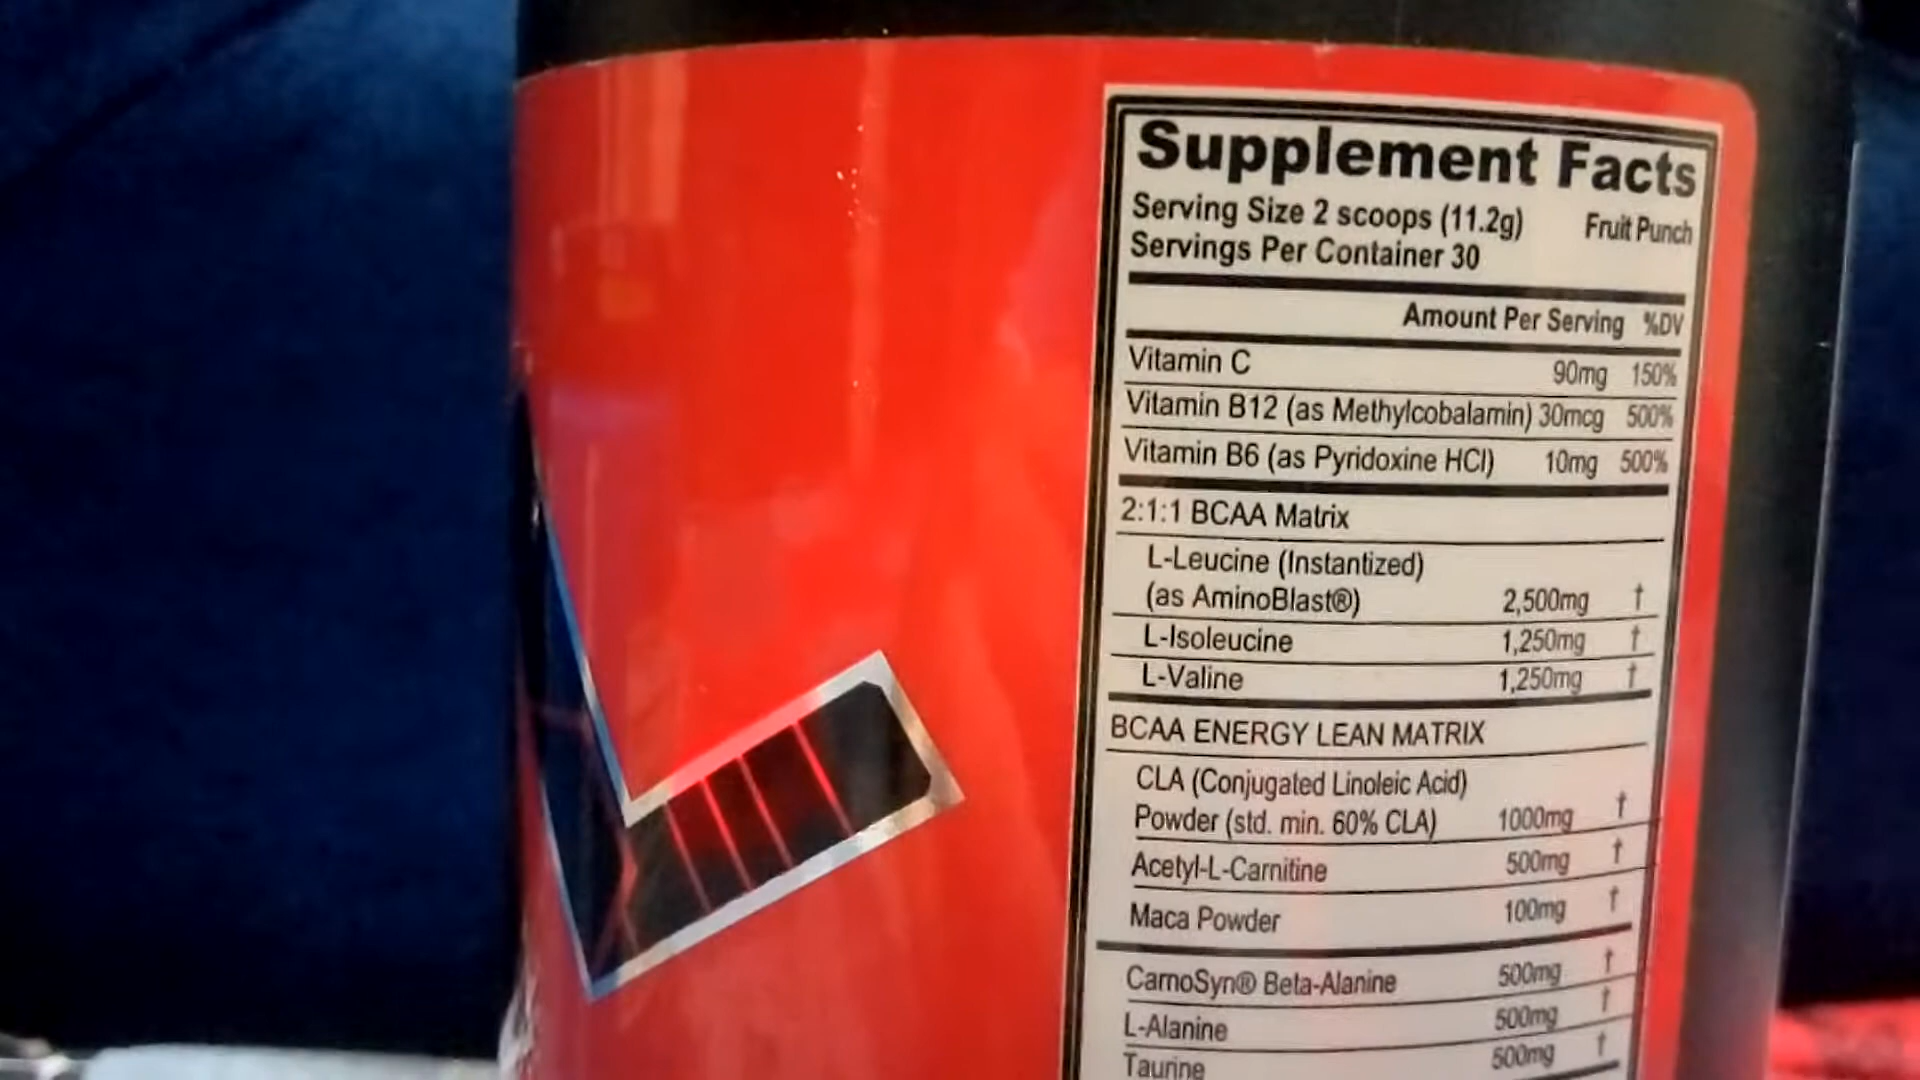 Supplement Facts
Serving Size 2 scoops (11.2g) Fruit Punch
Servings Per Container 30
Amount Per Serving %DV
Vitamin C 90mg 150%
Vitamin B12 (as Methylcobalamin) 30mcg 500%
Vitamin B6 (as Pyridoxine HCl) 10mg 500%
2:1:1 BCAA Matrix
L-Leucine (Instantized)
(as AminoBlast®) 2,500mg †
L-Isoleucine 1,250mg †
L-Valine 1,250mg †
BCAA ENERGY LEAN MATRIX
CLA (Conjugated Linoleic Acid)
Powder (std. min. 60% CLA) 1000mg †
Acetyl-L-Carnitine 500mg †
Maca Powder 100mg †
CarnoSyn® Beta-Alanine 500mg †
L-Alanine 500mg †
Taurine 500mg †